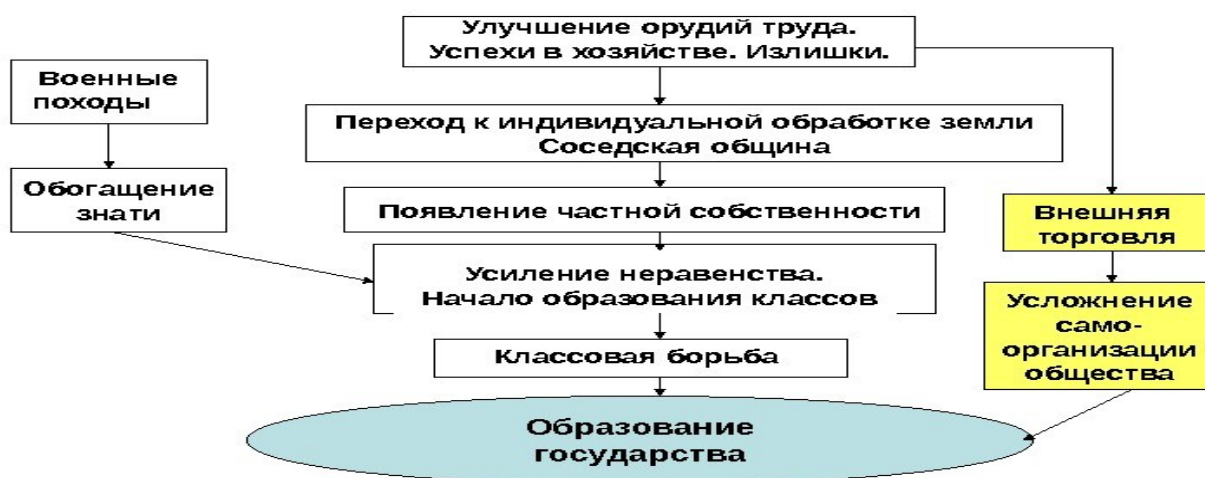 Улучшение орудий труда.
Успехи в хозяйстве. Излишки.
Военные
походы
Переход к индивидуальной обработке земли
Соседская община
Обогащение
знати
Появление частной собственности
Внешняя
торговля
Усиление неравенства.
Начало образования классов
Усложнение
само-
организации
общества
Классовая борьба
Образование
государства